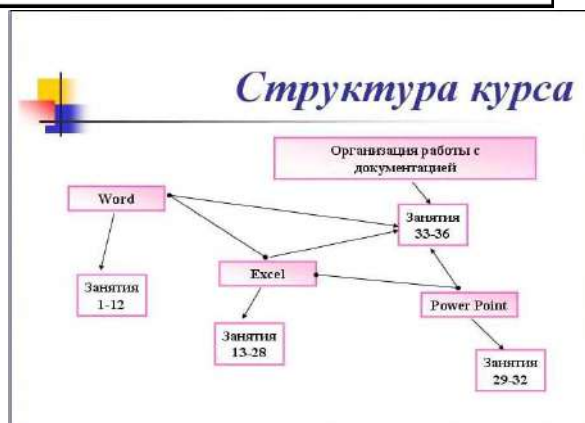 Структура курса
Организация работы с
документацией
Word
Занятия
33-36
Excel
Занятия
1-12
Power Point
Занятия
13-28
Занятия
29-32